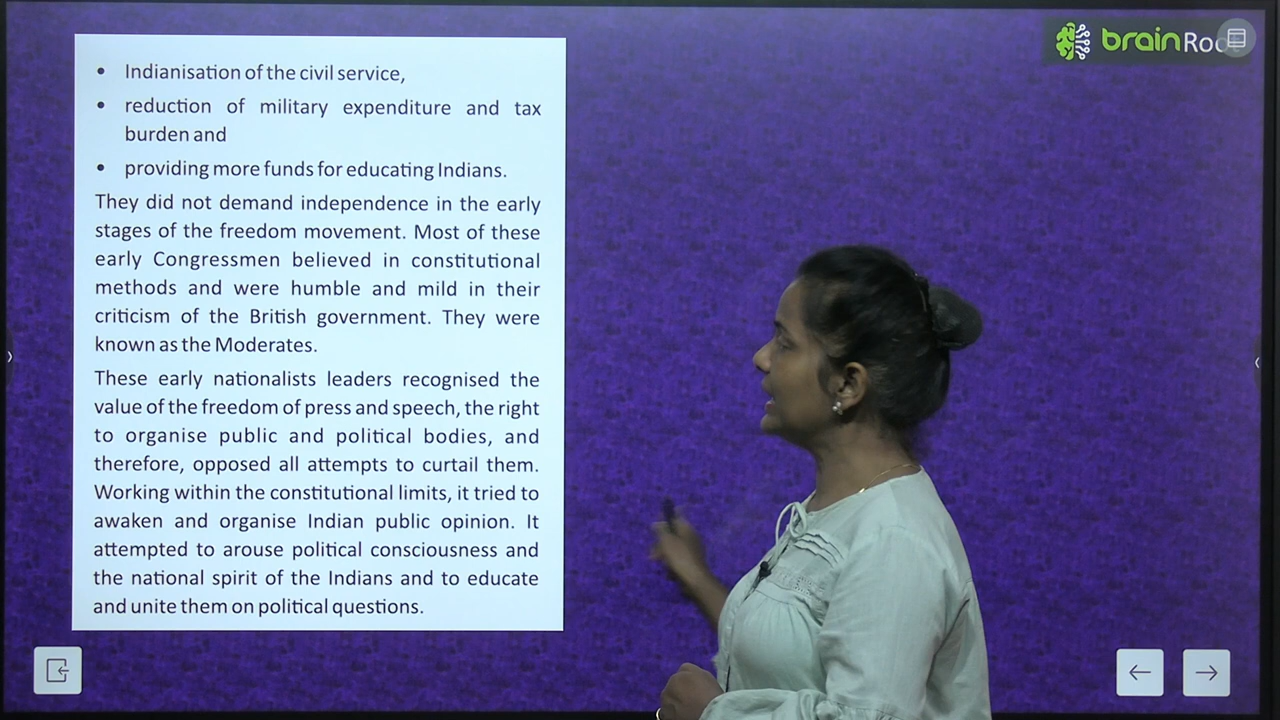 brainRoot
• Indianisation of the civil service,
• reduction of military expenditure and tax
burden and
• providing more funds for educating Indians.
They did not demand independence in the early
stages of the freedom movement. Most of these
early Congressmen believed in constitutional
methods and were humble and mild in their
criticism of the British government. They were
known as the Moderates.
These early nationalists leaders recognised the
value of the freedom of press and speech, the right
to organise public and political bodies, and
therefore, opposed all attempts to curtail them.
Working within the constitutional limits, it tried to
awaken and organise Indian public opinion. It
attempted to arouse political consciousness and
the national spirit of the Indians and to educate
and unite them on political questions.